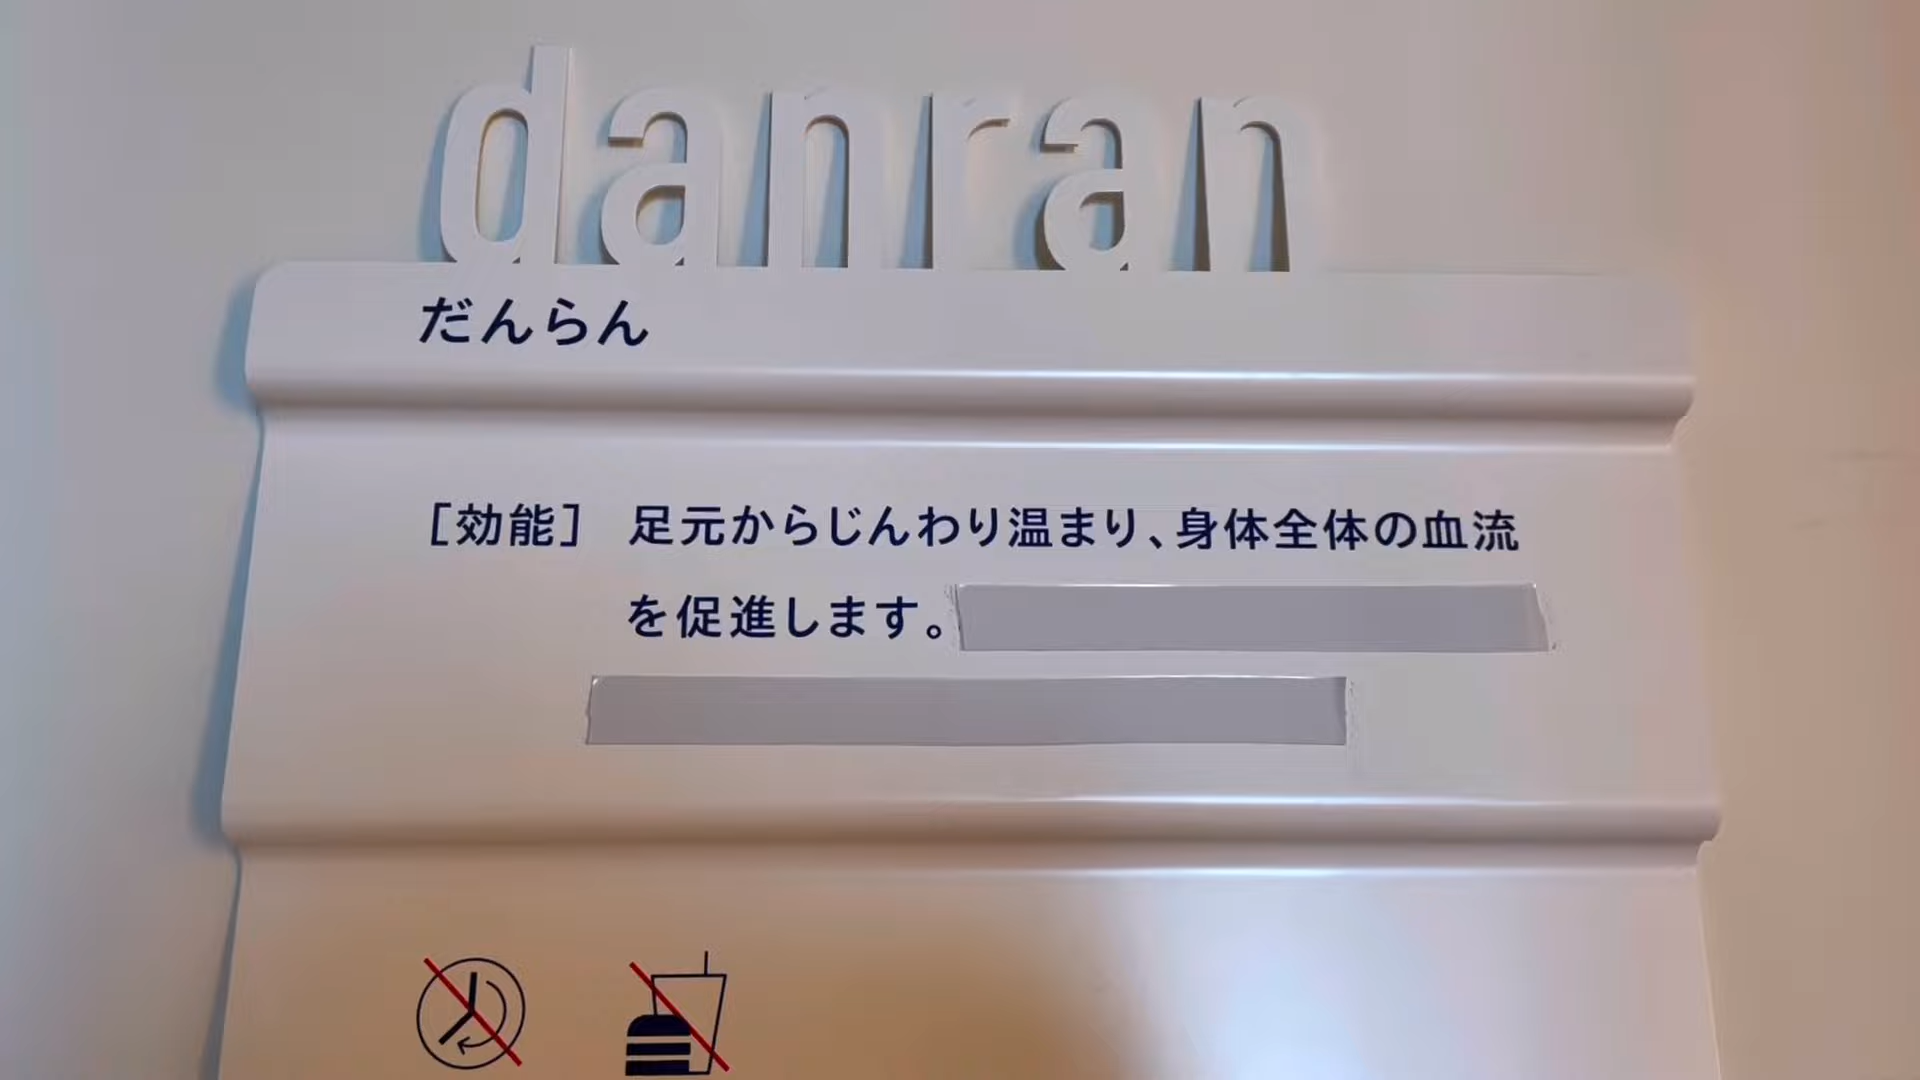 danran
だんらん
[効能] 足元からじんわり温まり、身体全体の血流
を促進します。